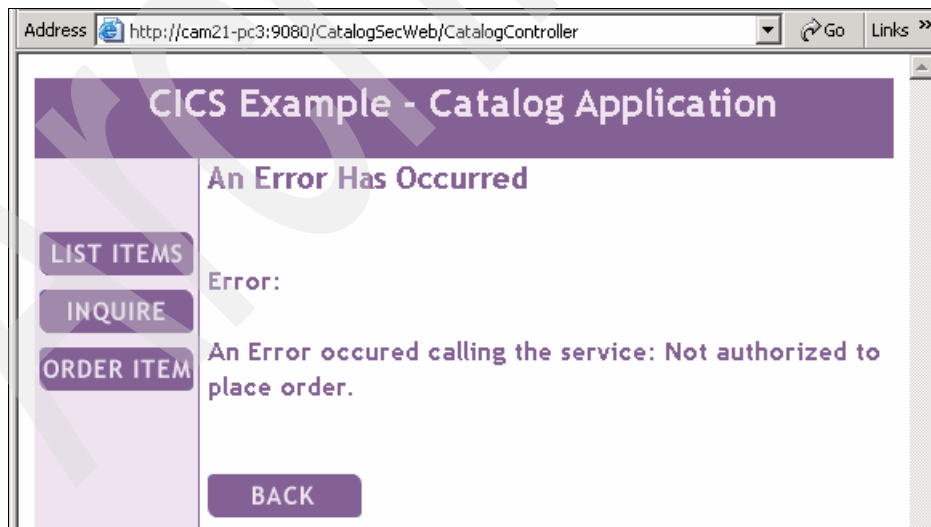 Address http://cam21-pc3:9080/CatalogSecWeb/CatalogController Go Links »
CICS Example - Catalog Application
An Error Has Occurred
LIST ITEMS
Error:
INQUIRE
An Error occured calling the service: Not authorized to
ORDER ITEM
place order.
BACK